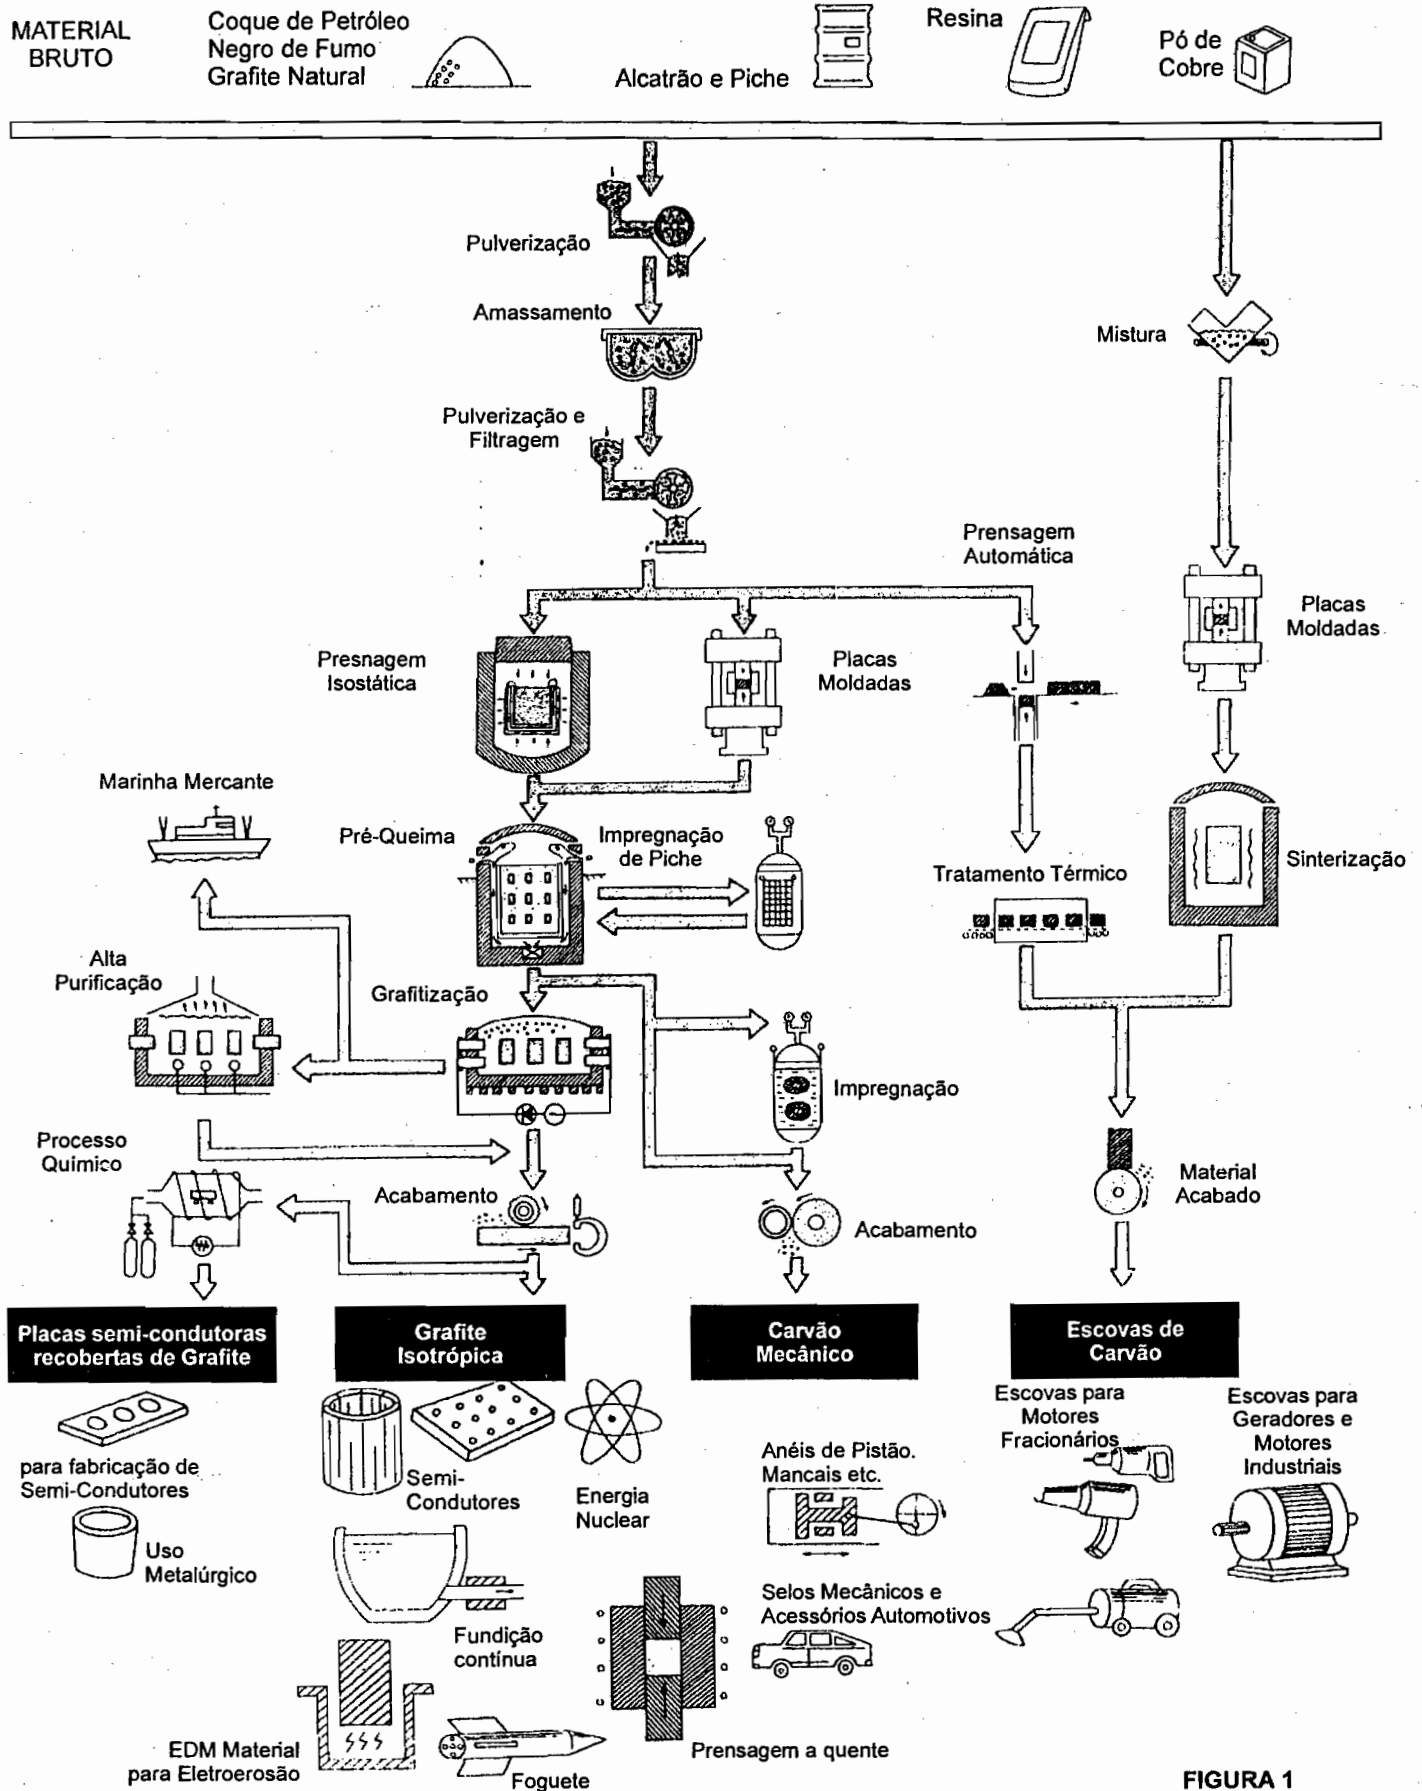 MATERIAL
BRUTO
Coque de Petróleo
Negro de Fumo
Grafite Natural
Alcatrão e Piche
Resina
Pó de
Cobre
Pulverização
Amassamento
Mistura
Pulverização e
Filtragem
Prensagem
Automática
Presnagem
Isostática
Placas
Moldadas
Placas
Moldadas
Marinha Mercante
Pré-Queima
Impregnação
de Piche
Tratamento Térmico
Sinterização
Alta
Purificação
Grafitização
Impregnação
Processo
Químico
Acabamento
Acabamento
Material
Acabado
Placas semi-condutoras
recobertas de Grafite
Grafite
Isotrópica
Carvão
Mecânico
Escovas de
Carvão
para fabricação de
Semi-Condutores
Uso
Metalúrgico
Semi-
Condutores
Energia
Nuclear
Fundição
contínua
EDM Material
para Eletroerosão
Foguete
Prensagem a quente
Anéis de Pistão.
Mancais etc.
Selos Mecânicos e
Acessórios Automotivos
Escovas para
Motores
Fracionários
Escovas para
Geradores e
Motores
Industriais
FIGURA 1